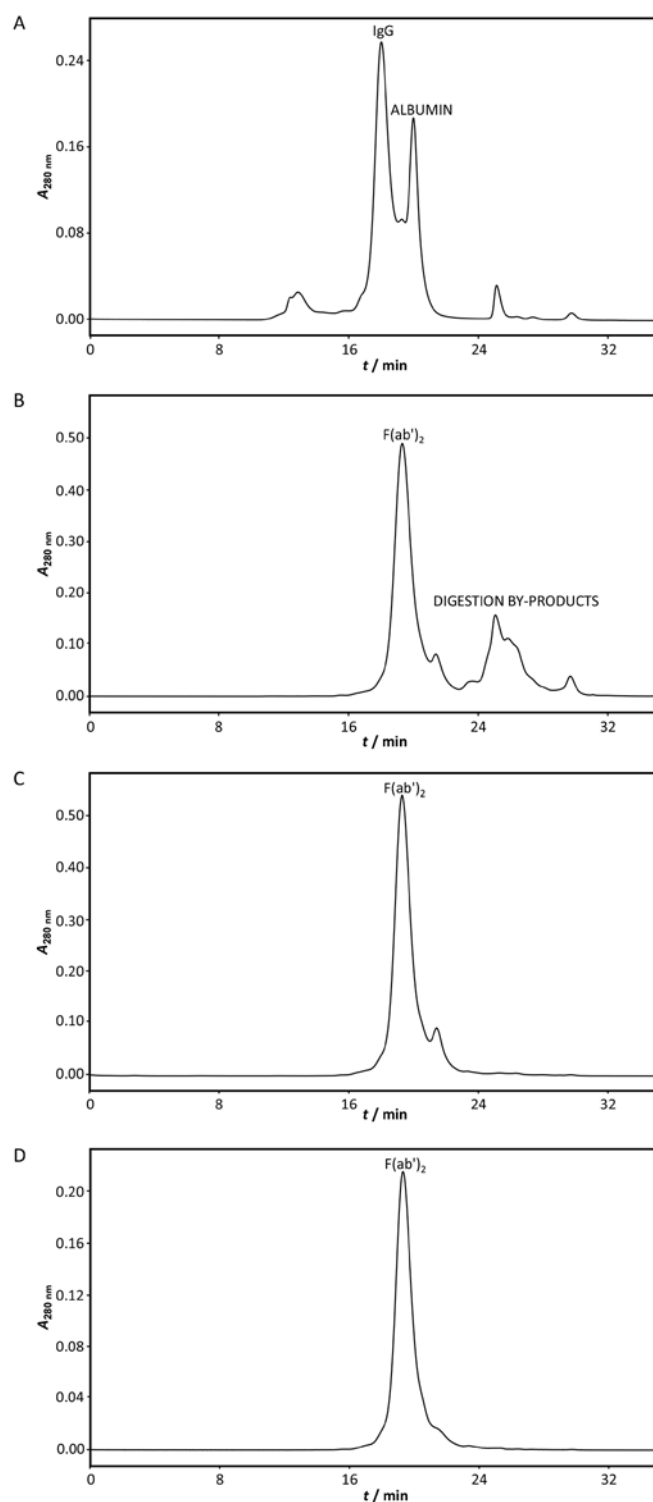 A
IgG
ALBUMIN
0.24
0.16
0.08
0.00
A280 nm
0 8 16 24 32
t / min
B
F(ab')2
DIGESTION BY-PRODUCTS
0.50
0.40
0.30
0.20
0.10
0.00
A280 nm
0 8 16 24 32
t / min
C
F(ab')2
0.50
0.40
0.30
0.20
0.10
0.00
A280 nm
0 8 16 24 32
t / min
D
F(ab')2
0.20
0.16
0.12
0.08
0.04
0.00
A280 nm
0 8 16 24 32
t / min